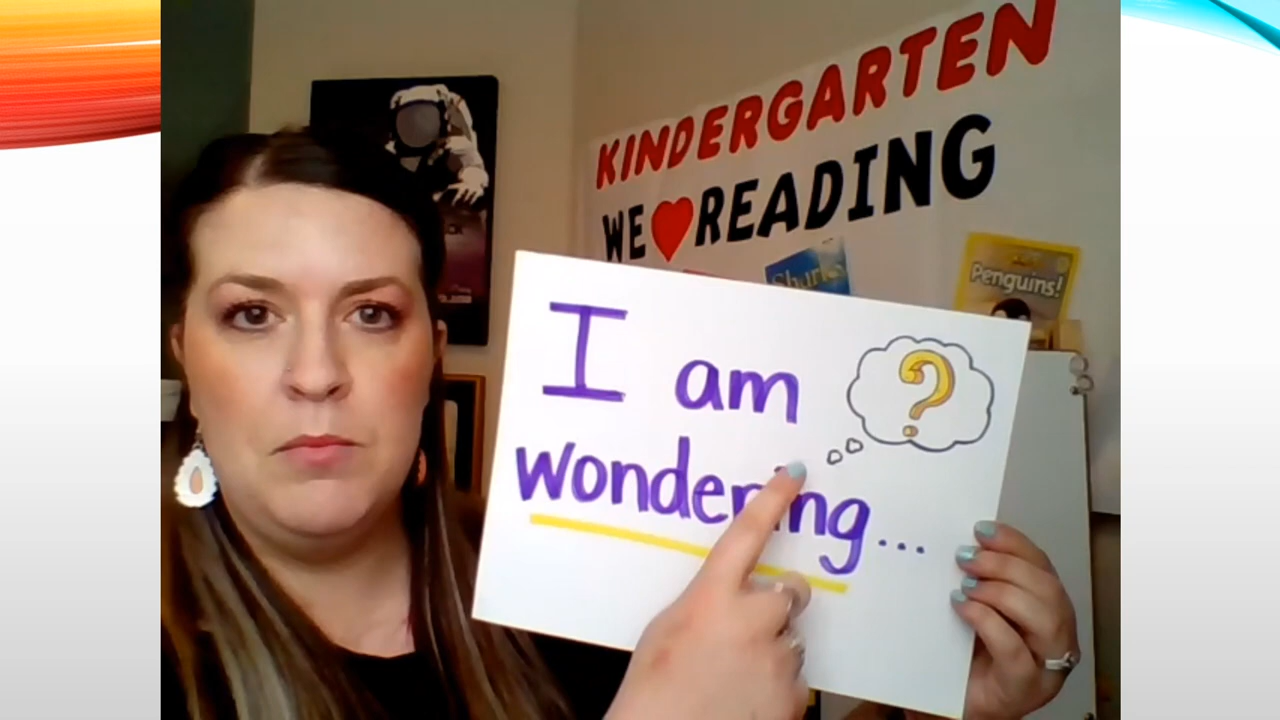 KINDERGARTEN
WE ❤ READING
Sharks
Penguins!
I am
?
wondering...